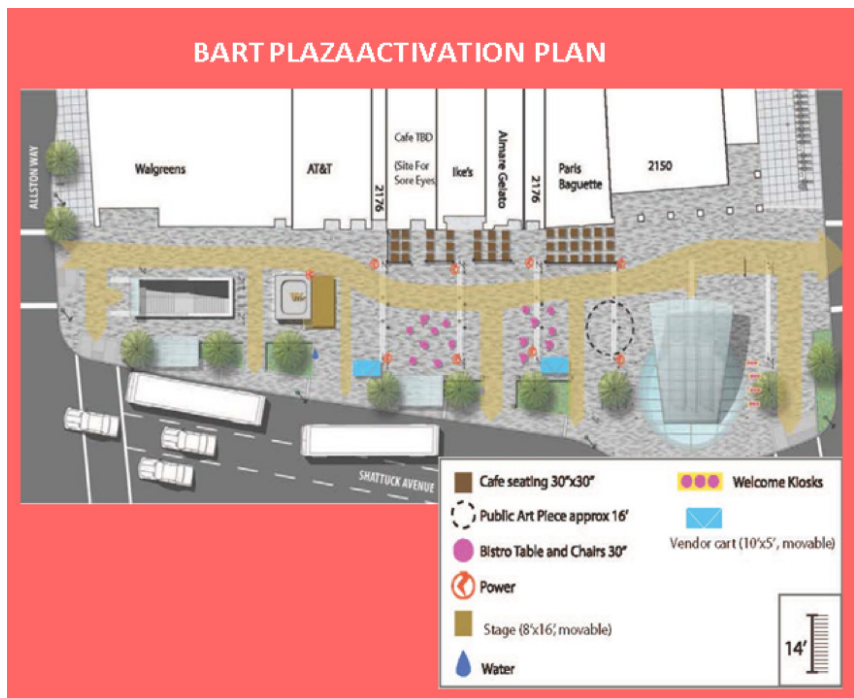 BART PLAZA ACTIVATION PLAN
ALLSTON WAY
Walgreens
AT&T
2176
Cafe TBD
(Site For
Sore Eyes)
Ike's
Almare Gelato
2176
Paris
Baguette
2150
SHATTUCK AVENUE
Cafe seating 30"x30"
Public Art Piece approx 16'
Bistro Table and Chairs 30"
Power
Stage (8'x16', movable)
Water
Welcome Kiosks
Vendor cart (10'x5', movable)
14'